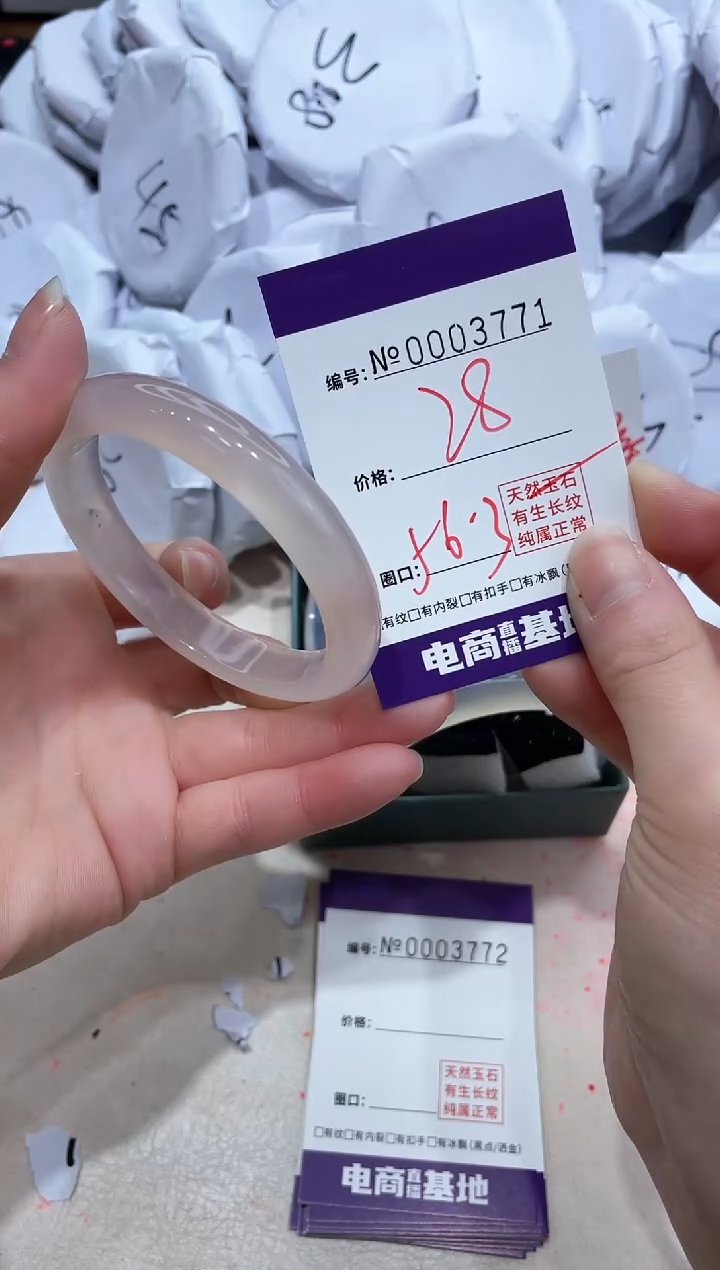 编号: №0003771
28
价格:
天然玉石
有生长纹
纯属正常
圈口: 56.3
有纹□有内裂□有扣手□有冰飘(
电商直播基地
编号: №0003772
价格:
天然玉石
有生长纹
纯属正常
圈口:
□有纹□有内裂□有扣手□有冰飘(黑点/洒金)
电商直播基地